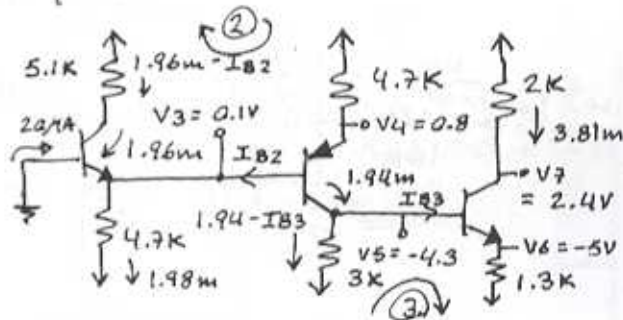 ②
5.1K
1.96m - IB2
20μA
V3 = 0.1V
1.96m
IB2
4.7K
1.98m
4.7K
V4 = 0.8
1.94m
1.94 - IB3
3K
IB3
V5 = -4.3
③
2K
3.81m
V7
= 2.4V
V6 = -5V
1.3K